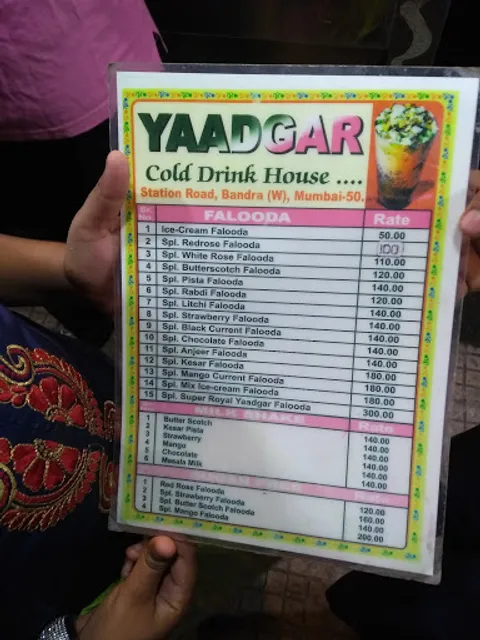 YAADGAR
Cold Drink House ....
Station Road, Bandra (W), Mumbai-50.
Sr. No. FALOODA Rate
1 Ice-Cream Falooda 50.00
2 Spl. Redrose Falooda 100
3 Spl. White Rose Falooda 110.00
4 Spl. Butterscotch Falooda 120.00
5 Spl. Pista Falooda 140.00
6 Spl. Rabdi Falooda 120.00
7 Spl. Litchi Falooda 140.00
8 Spl. Strawberry Falooda 140.00
9 Spl. Black Current Falooda 140.00
10 Spl. Chocolate Falooda 140.00
11 Spl. Anjeer Falooda 140.00
12 Spl. Kesar Falooda 180.00
13 Spl. Mango Current Falooda 180.00
14 Spl. Mix Ice-cream Falooda 180.00
15 Spl. Super Royal Yaadgar Falooda 300.00
MILK SHAKE Rate
1 Butter Scotch 140.00
2 Kesar Pista 140.00
3 Strawberry 140.00
4 Mango 140.00
5 Chocolate 140.00
6 Masala Milk 140.00
Rate
1 Red Rose Falooda 120.00
2 Spl. Strawberry Falooda 160.00
3 Spl. Butter Scotch Falooda 140.00
4 Spl. Mango Falooda 200.00